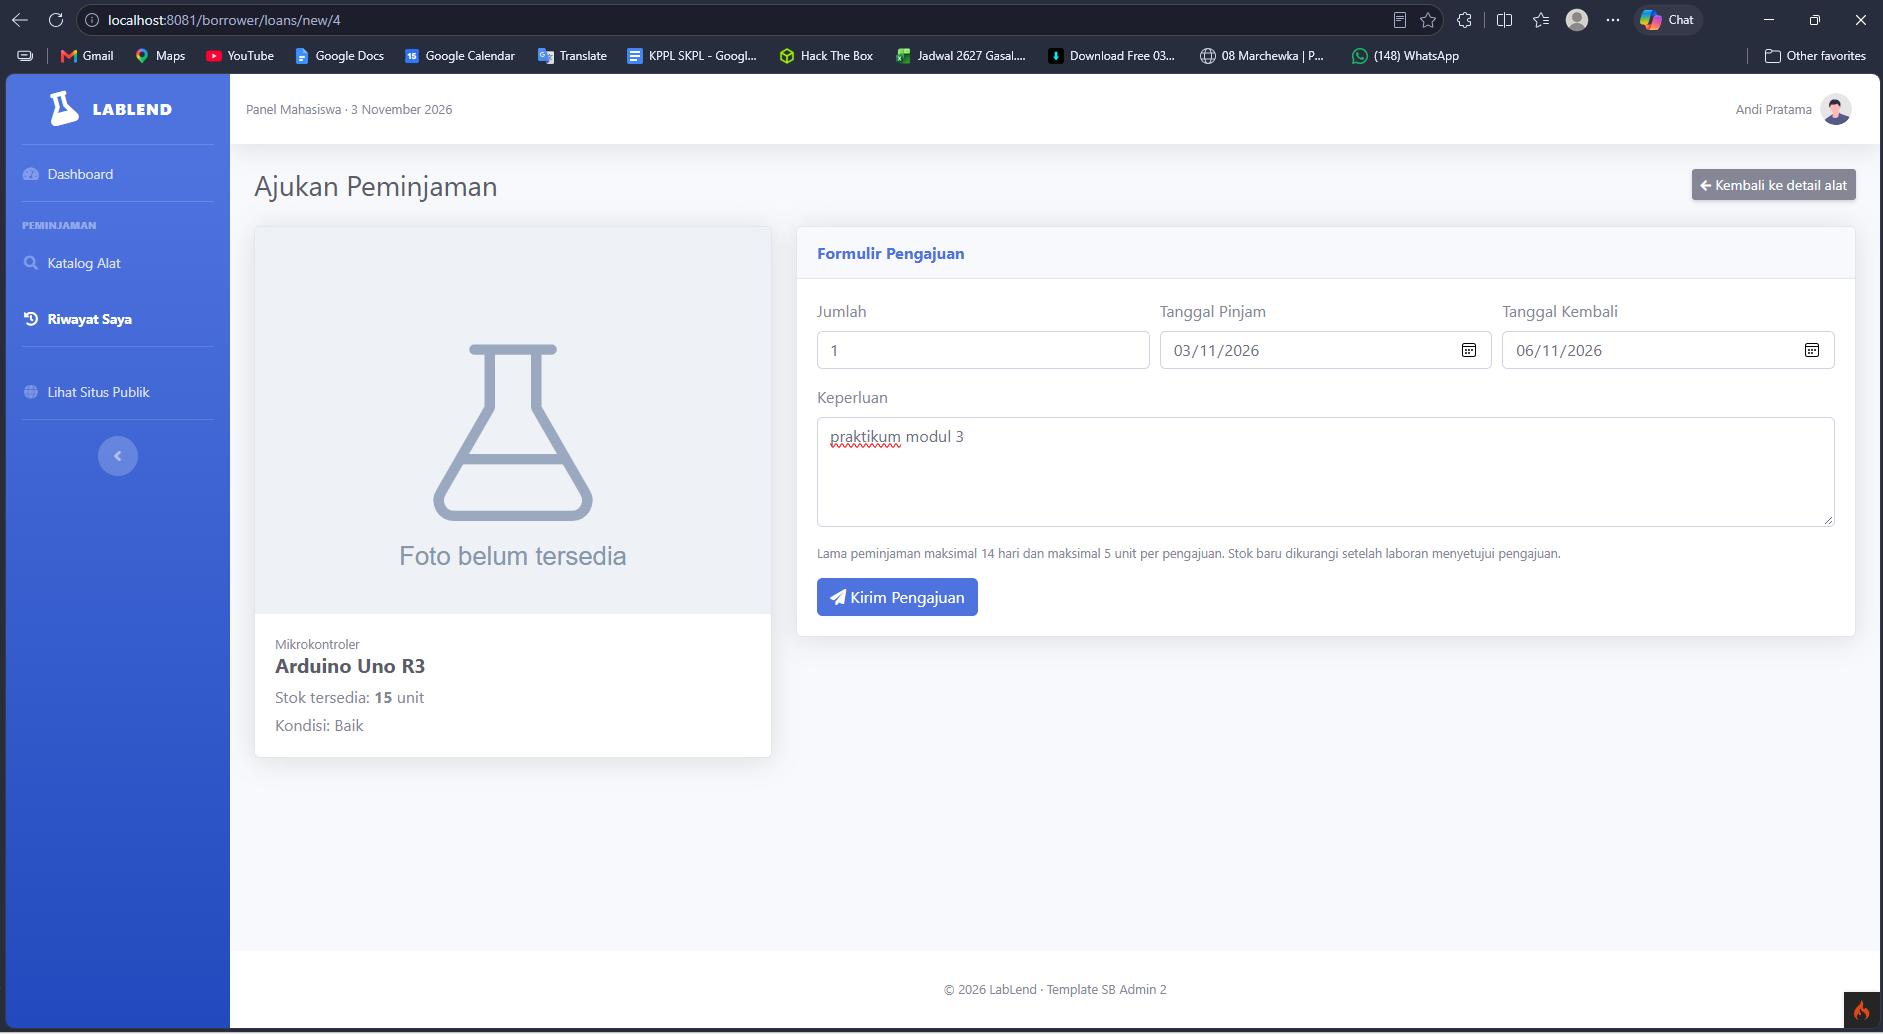 localhost:8081/borrower/loans/new/4
Chat
Gmail
Maps
YouTube
Google Docs
15
Google Calendar
Translate
KPPL SKPL - Googl...
Hack The Box
Jadwal 2627 Gasal....
Download Free 03...
08 Marchewka | P...
(148) WhatsApp
Other favorites
LABLEND
Dashboard
PEMINJAMAN
Katalog Alat
Riwayat Saya
Lihat Situs Publik
Panel Mahasiswa · 3 November 2026
Andi Pratama
Ajukan Peminjaman
Kembali ke detail alat
Foto belum tersedia
Mikrokontroler
Arduino Uno R3
Stok tersedia: 15 unit
Kondisi: Baik
Formulir Pengajuan
Jumlah
1
Tanggal Pinjam
03/11/2026
Tanggal Kembali
06/11/2026
Keperluan
praktikum modul 3
Lama peminjaman maksimal 14 hari dan maksimal 5 unit per pengajuan. Stok baru dikurangi setelah laboran menyetujui pengajuan.
Kirim Pengajuan
© 2026 LabLend · Template SB Admin 2